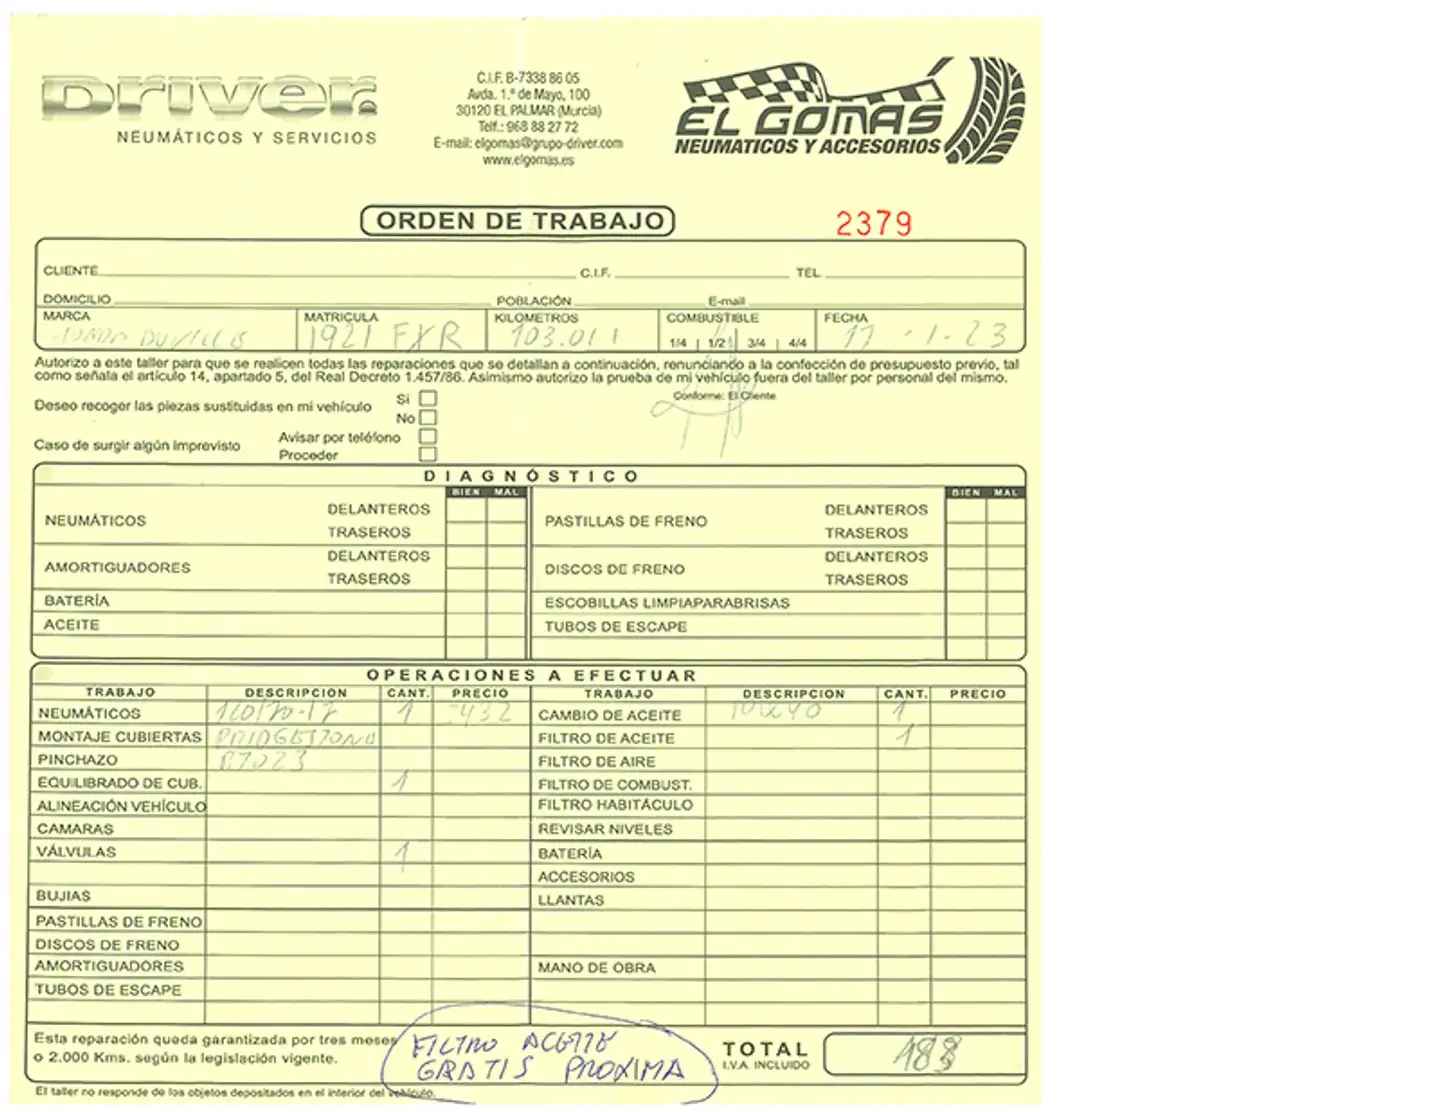 Driver.
NEUMÁTICOS Y SERVICIOS
C.I.F. B-7338 86 05
Avda. 1.º de Mayo, 100
30120 EL PALMAR (Murcia)
Telf.: 968 88 27 72
E-mail: elgomas@grupo-driver.com
www.elgomas.es
EL GOMAS
NEUMATICOS Y ACCESORIOS
ORDEN DE TRABAJO 2379
CLIENTE C.I.F. TEL.
DOMICILIO POBLACIÓN E-mail
MARCA MATRICULA KILOMETROS COMBUSTIBLE FECHA
1921 FXR 103.011 1/4 1/2 3/4 4/4 17-1-23
Autorizo a este taller para que se realicen todas las reparaciones que se detallan a continuación, renunciando a la confección de presupuesto previo, tal
como señala el artículo 14, apartado 5, del Real Decreto 1.457/86. Asimismo autorizo la prueba de mi vehículo fuera del taller por personal del mismo.
Conforme: El Cliente
Deseo recoger las piezas sustituidas en mi vehículo Si
No
Caso de surgir algún imprevisto Avisar por teléfono
Proceder
DIAGNÓSTICO
BIEN MAL BIEN MAL
NEUMÁTICOS DELANTEROS PASTILLAS DE FRENO DELANTEROS
TRASEROS TRASEROS
AMORTIGUADORES DELANTEROS DISCOS DE FRENO DELANTEROS
TRASEROS TRASEROS
BATERÍA ESCOBILLAS LIMPIAPARABRISAS
ACEITE TUBOS DE ESCAPE
OPERACIONES A EFECTUAR
TRABAJO DESCRIPCION CANT. PRECIO TRABAJO DESCRIPCION CANT. PRECIO
NEUMÁTICOS 120/70-17 1 CAMBIO DE ACEITE 10W40 1
MONTAJE CUBIERTAS BRIDGESTONE FILTRO DE ACEITE 1
PINCHAZO FILTRO DE AIRE
EQUILIBRADO DE CUB. 1 FILTRO DE COMBUST.
ALINEACIÓN VEHÍCULO FILTRO HABITÁCULO
CAMARAS REVISAR NIVELES
VÁLVULAS 1 BATERÍA
ACCESORIOS
BUJIAS LLANTAS
PASTILLAS DE FRENO
DISCOS DE FRENO
AMORTIGUADORES MANO DE OBRA
TUBOS DE ESCAPE
Esta reparación queda garantizada por tres meses
o 2.000 Kms. según la legislación vigente.
FILTRO ACEITE
GRATIS PROXIMA
TOTAL
I.V.A. INCLUIDO
El taller no responde de los objetos depositados en el interior del vehículo.